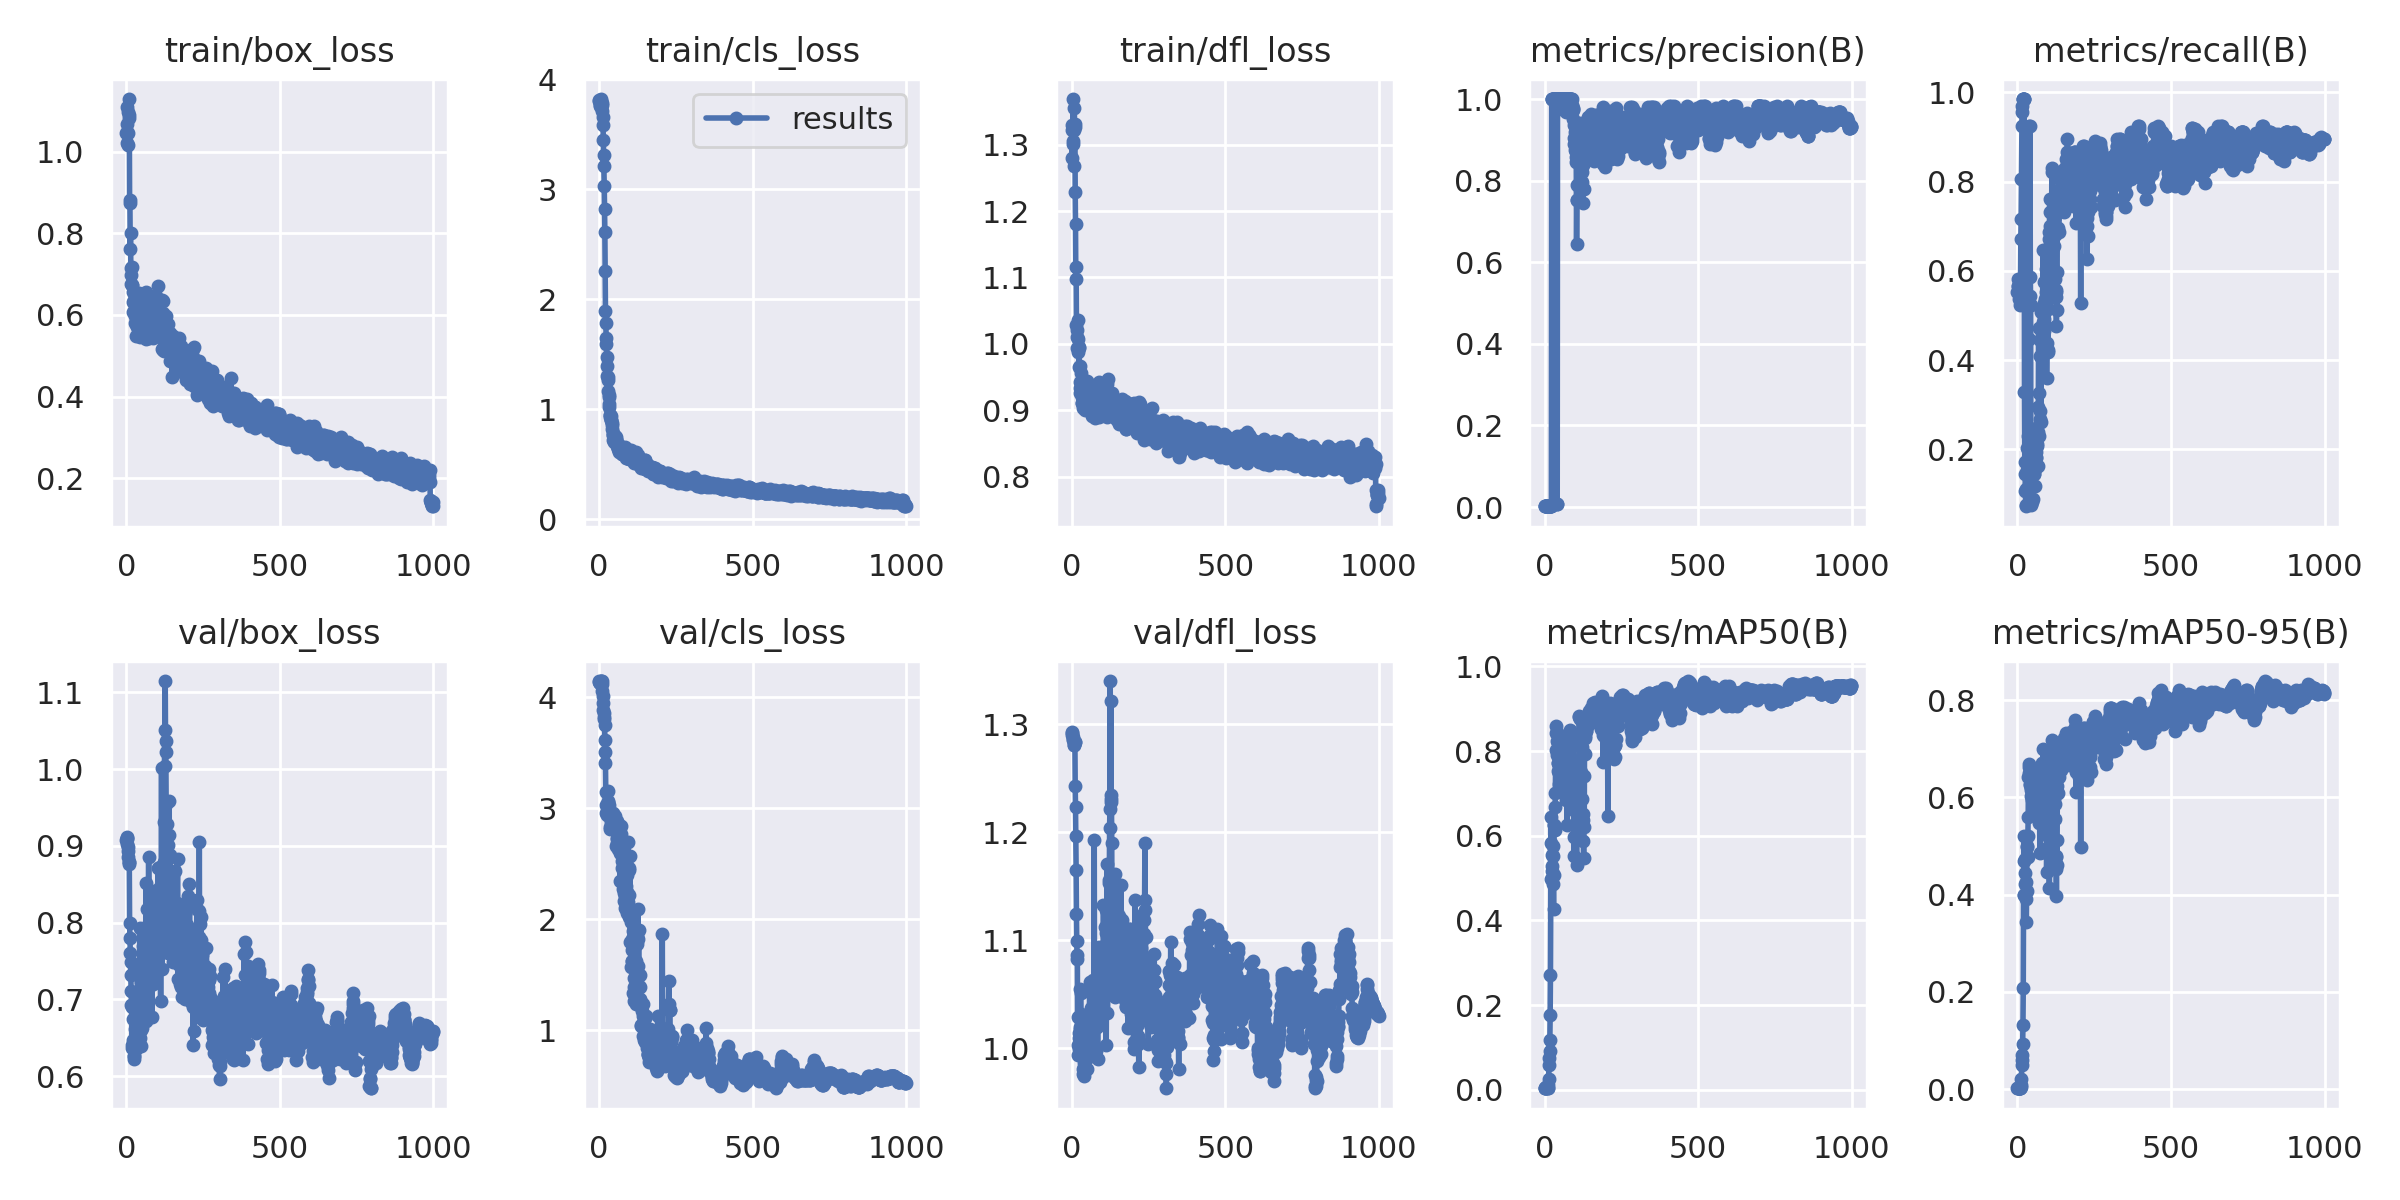 train/box_loss
1.0
0.8
0.6
0.4
0.2
0 500 1000
train/cls_loss
results
4
3
2
1
0
0 500 1000
train/dfl_loss
1.3
1.2
1.1
1.0
0.9
0.8
0 500 1000
metrics/precision(B)
1.0
0.8
0.6
0.4
0.2
0.0
0 500 1000
metrics/recall(B)
1.0
0.8
0.6
0.4
0.2
0 500 1000
val/box_loss
1.1
1.0
0.9
0.8
0.7
0.6
0 500 1000
val/cls_loss
4
3
2
1
0 500 1000
val/dfl_loss
1.3
1.2
1.1
1.0
0 500 1000
metrics/mAP50(B)
1.0
0.8
0.6
0.4
0.2
0.0
0 500 1000
metrics/mAP50-95(B)
0.8
0.6
0.4
0.2
0.0
0 500 1000